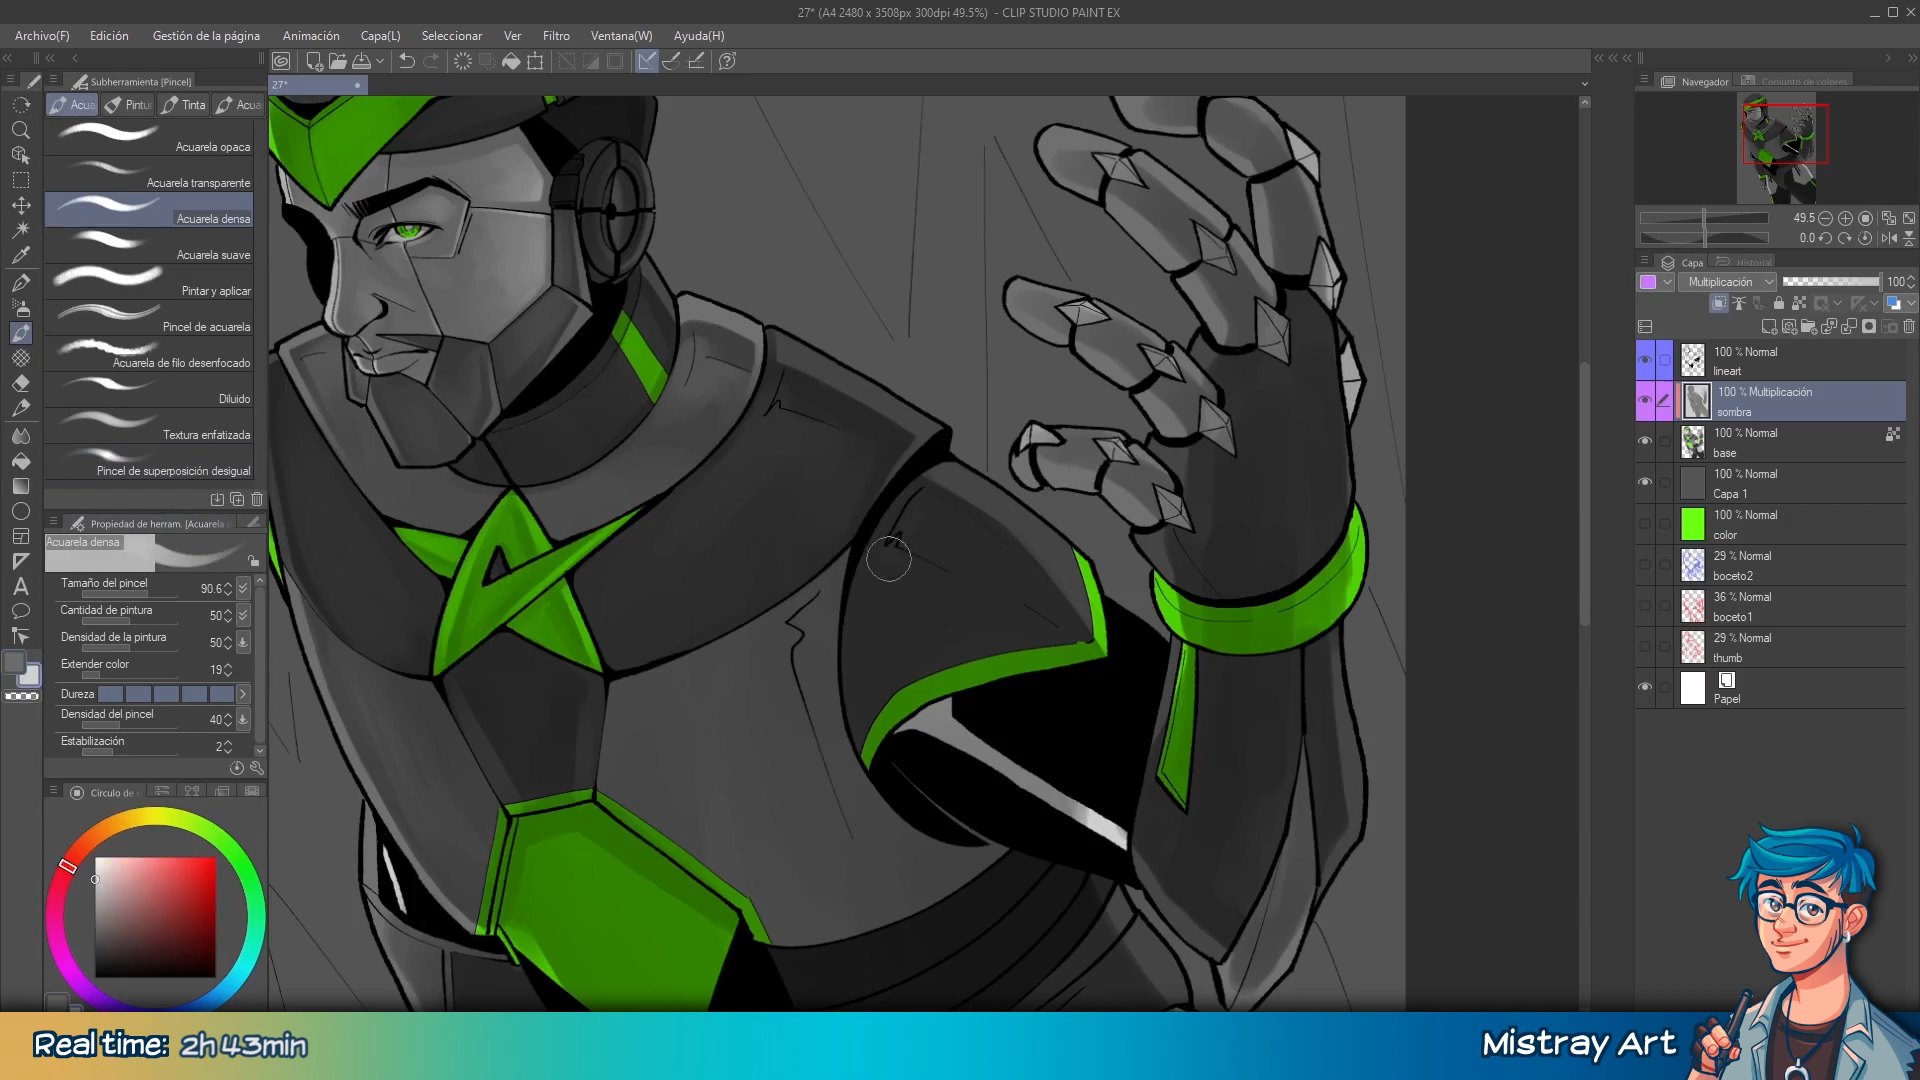 27* (A4 2480 x 3508px 300dpi 49.5%) - CLIP STUDIO PAINT EX
Archivo(F) Edición Gestión de la página Animación Capa(L) Seleccionar Ver Filtro Ventana(W) Ayuda(H)
27*
Subherramienta [Pincel]
Acua Pintur Tinta Acua
Acuarela opaca
Acuarela transparente
Acuarela densa
Acuarela suave
Pintar y aplicar
Pincel de acuarela
Acuarela de filo desenfocado
Diluido
Textura enfatizada
Pincel de superposición desigual
Propiedad de herram. [Acuarela d
Acuarela densa
Tamaño del pincel 90.6
Cantidad de pintura 50
Densidad de la pintura 50
Extender color 19
Dureza
Densidad del pincel 40
Estabilización 2
Círculo de c
Navegador Conjunto de colores
49.5
0.0
Capa Historial
Multiplicación 100
100 % Normal
lineart
100 % Multiplicación
sombra
100 % Normal
base
100 % Normal
Capa 1
100 % Normal
color
29 % Normal
boceto2
36 % Normal
boceto1
29 % Normal
thumb
Papel
Real time: 2h 43min
Mistray Art